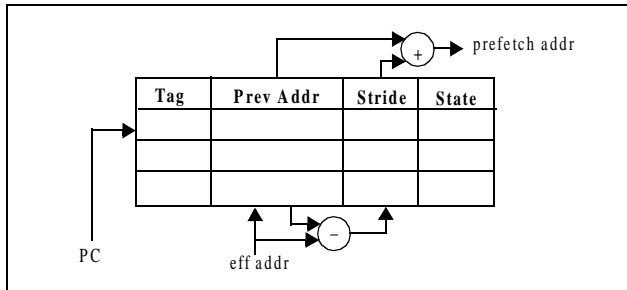 prefetch addr
+
Tag Prev Addr Stride State
−
PC
eff addr